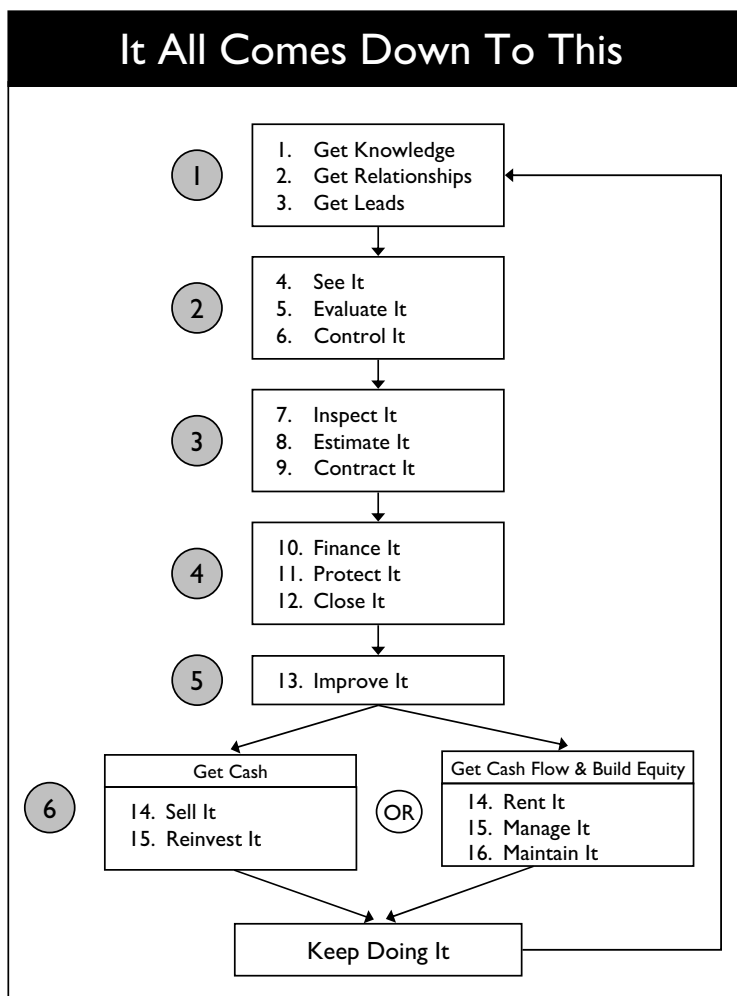 It All Comes Down To This
1
1. Get Knowledge
2. Get Relationships
3. Get Leads
2
4. See It
5. Evaluate It
6. Control It
3
7. Inspect It
8. Estimate It
9. Contract It
4
10. Finance It
11. Protect It
12. Close It
5
13. Improve It
6
Get Cash
14. Sell It
15. Reinvest It
OR
Get Cash Flow & Build Equity
14. Rent It
15. Manage It
16. Maintain It
Keep Doing It